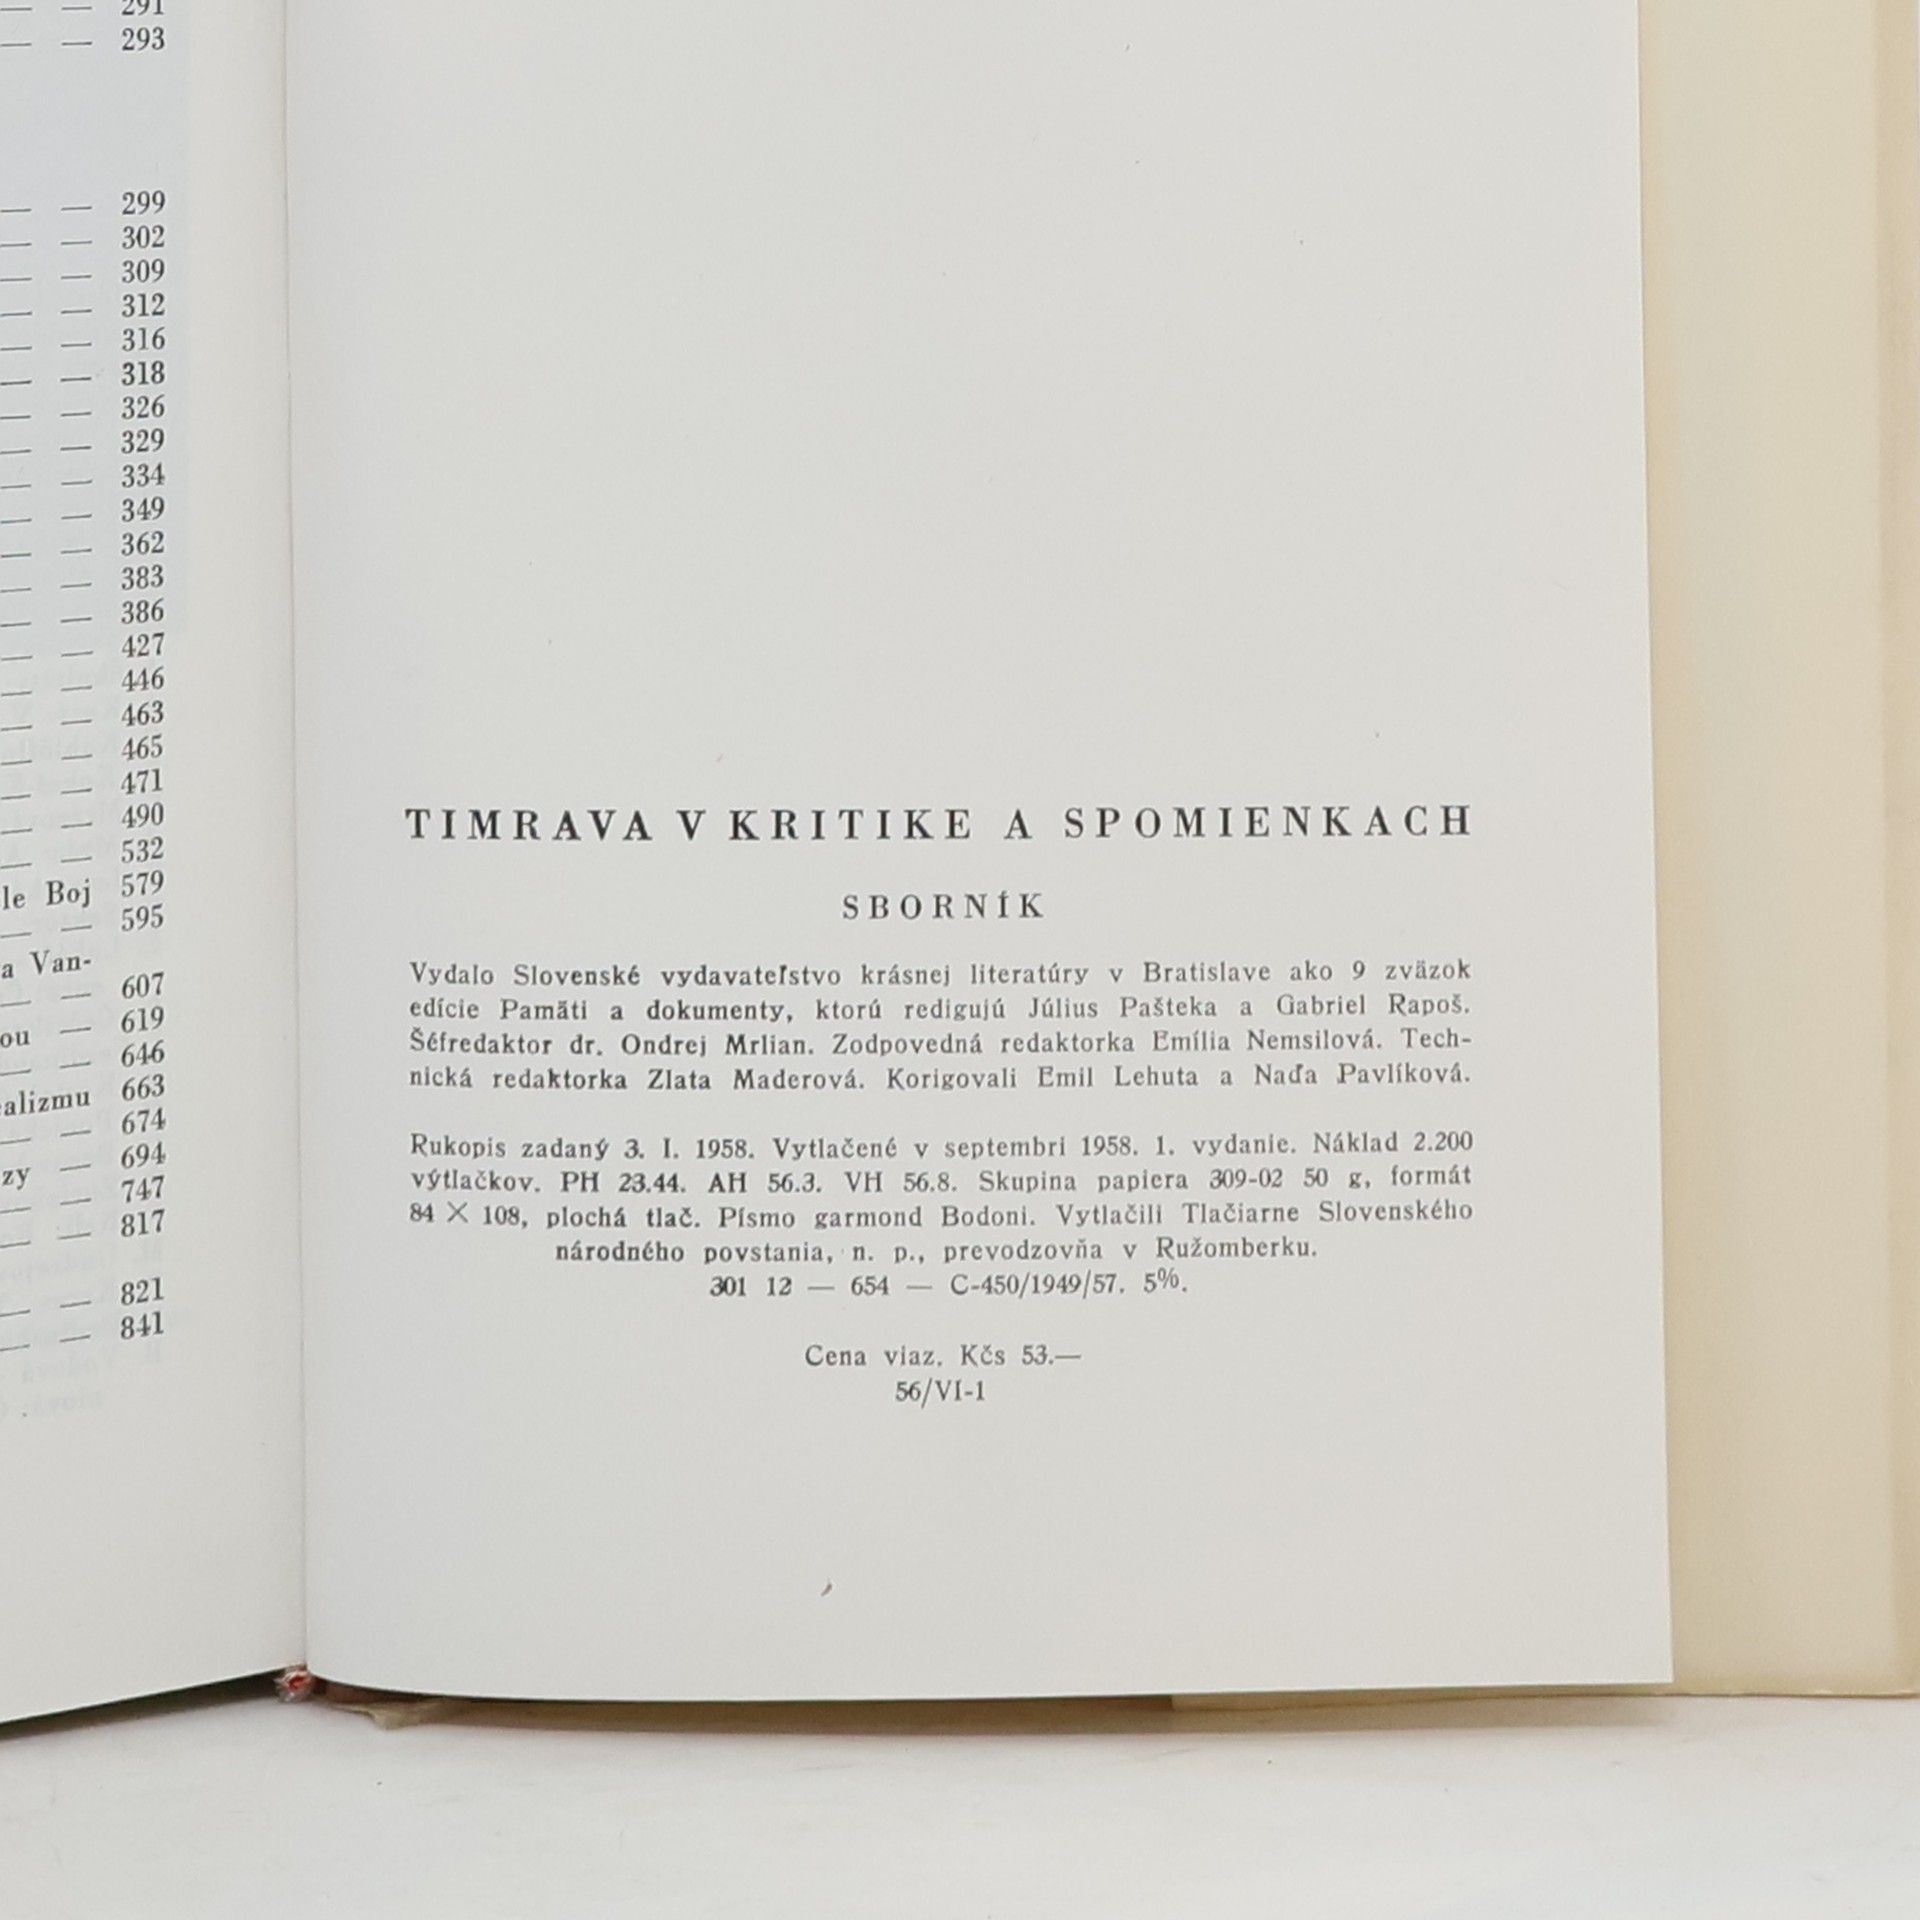 — — 291
— — 293
— — 299
— — 302
— — 309
— — 312
— — 316
— — 318
— — 326
— — 329
— — 334
— — 349
— — 362
— — 383
— — 386
— — 427
— — 446
— — 463
— — 465
— — 471
— — 490
— — 532
le Boj 579
— — 595
a Van-
— — 607
ou — 619
— — 646
ealizmu 663
— — 674
zy — 694
— — 747
— — 817
— — 821
— — 841
TIMRAVA V KRITIKE A SPOMIENKACH
SBORNÍK
Vydalo Slovenské vydavateľstvo krásnej literatúry v Bratislave ako 9 zväzok
edície Pamäti a dokumenty, ktorú redigujú Július Pašteka a Gabriel Rapoš.
Šéfredaktor dr. Ondrej Mrlian. Zodpovedná redaktorka Emília Nemsilová. Tech-
nická redaktorka Zlata Maderová. Korigovali Emil Lehuta a Naďa Pavlíková.
Rukopis zadaný 3. I. 1958. Vytlačené v septembri 1958. 1. vydanie. Náklad 2.200
výtlačkov. PH 23.44. AH 56.3. VH 56.8. Skupina papiera 309-02 50 g, formát
84 × 108, plochá tlač. Písmo garmond Bodoni. Vytlačili Tlačiarne Slovenského
národného povstania, n. p., prevodzovňa v Ružomberku.
301 12 — 654 — C-450/1949/57. 5%.
Cena viaz. Kčs 53.—
56/VI-1